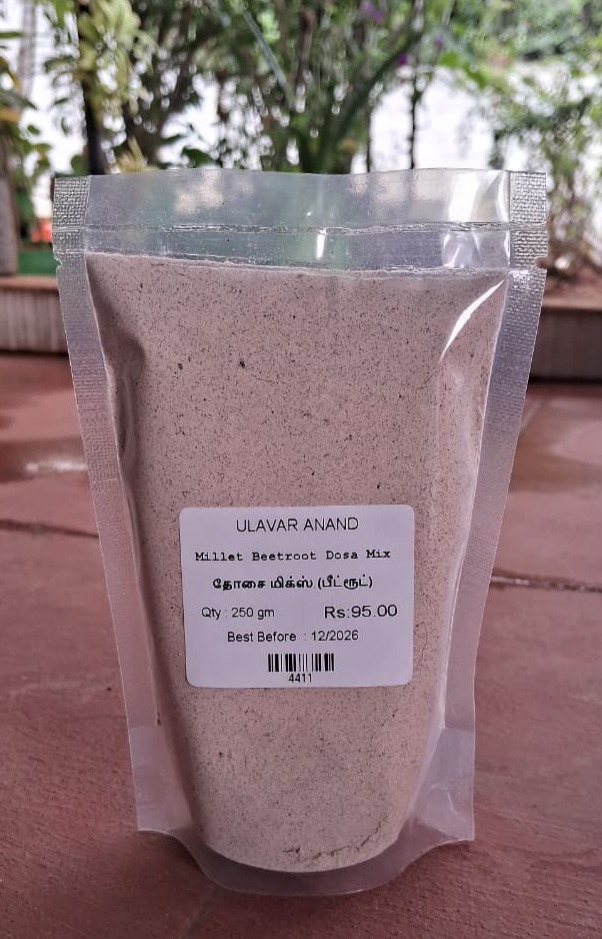 ULAVAR ANAND
Millet Beetroot Dosa Mix
தோசை மிக்ஸ் (பீட்ரூட்)
Qty : 250 gm Rs:95.00
Best Before : 12/2026
4411